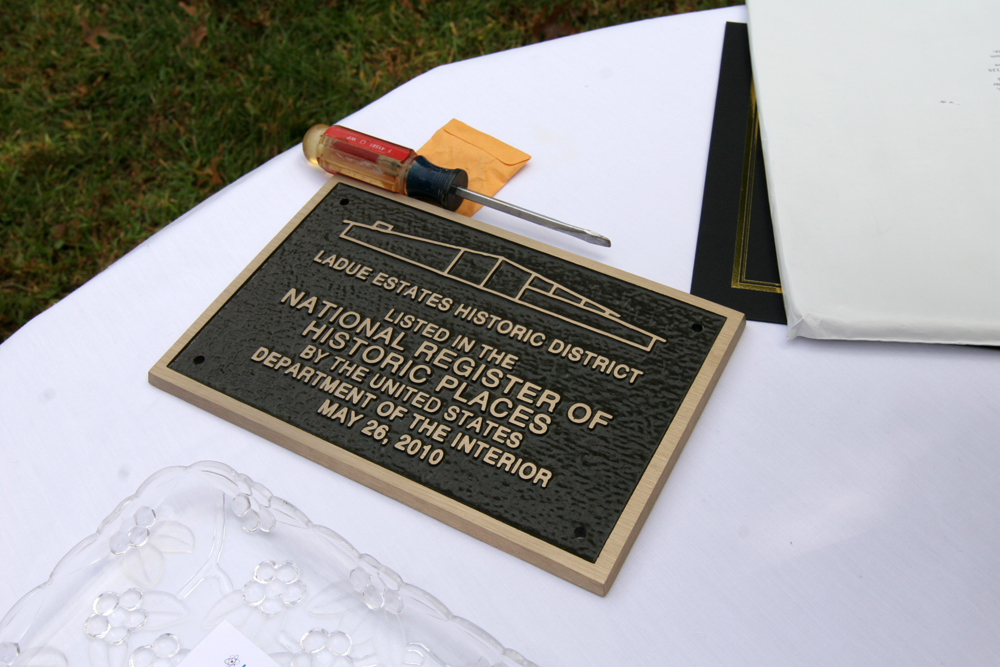 LADUE ESTATES HISTORIC DISTRICT
LISTED IN THE
NATIONAL REGISTER OF
HISTORIC PLACES
BY THE UNITED STATES
DEPARTMENT OF THE INTERIOR
MAY 26, 2010